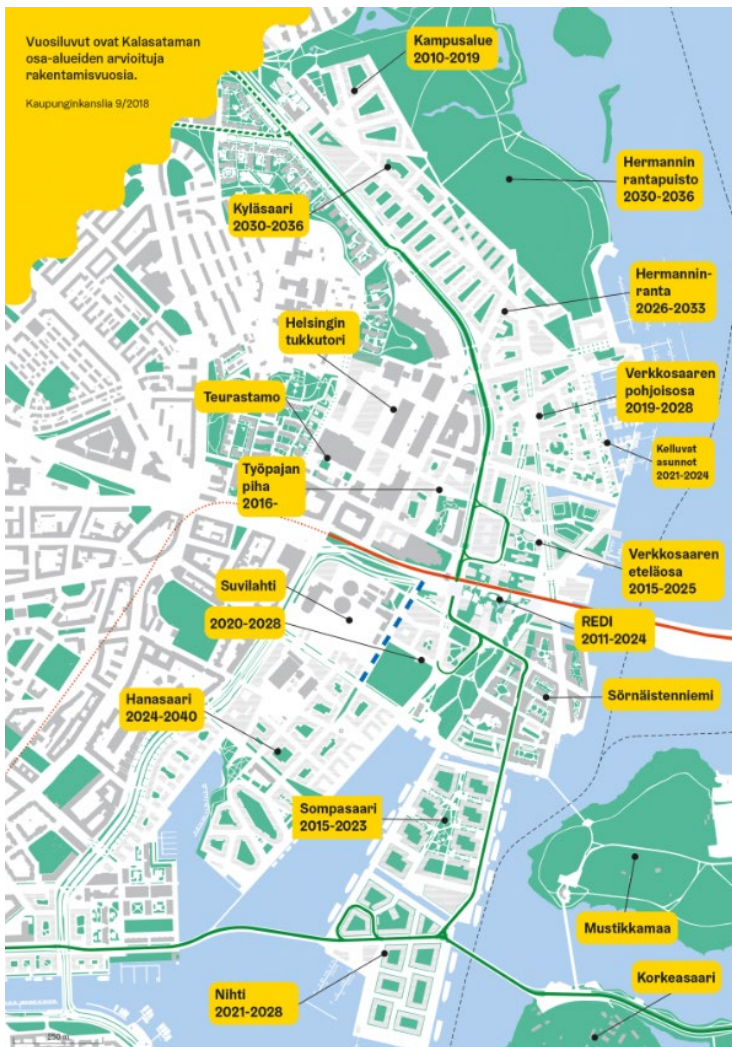 Vuosiluvut ovat Kalasataman
osa-alueiden arvioituja
rakentamisvuosia.
Kaupunginkanslia 9/2018
Kampusalue
2010-2019
Hermannin
rantapuisto
2030-2036
Kyläsaari
2030-2036
Hermannin-
ranta
2026-2033
Helsingin
tukkutori
Verkkosaaren
pohjoisosa
2019-2028
Teurastamo
Kelluvat
asunnot
2021-2024
Työpajan
piha
2016-
Verkkosaaren
eteläosa
2015-2025
Suvilahti
2020-2028
REDI
2011-2024
Hanasaari
2024-2040
Sörnäistenniemi
Sompasaari
2015-2023
Mustikkamaa
Korkeasaari
Nihti
2021-2028
250 m